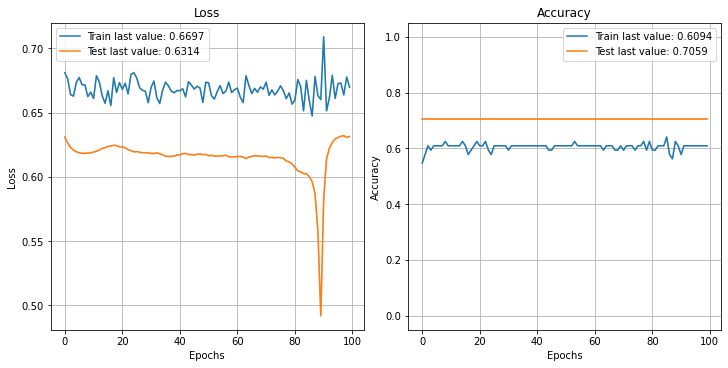 Loss
Train last value: 0.6697
Test last value: 0.6314
0.70
0.65
0.60
0.55
0.50
Loss
0
20
40
60
80
100
Epochs
Accuracy
Train last value: 0.6094
Test last value: 0.7059
1.0
0.8
0.6
0.4
0.2
0.0
Accuracy
0
20
40
60
80
100
Epochs